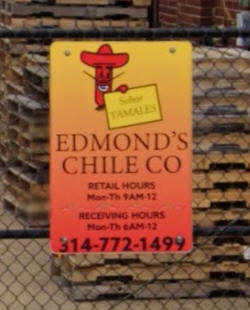 Señor
TAMALES
EDMOND'S
CHILE CO
RETAIL HOURS
Mon-Th 9AM-12
RECEIVING HOURS
Mon-Th 6AM-12
314-772-1499